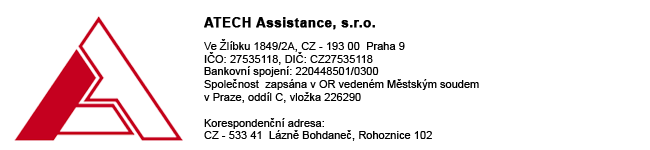 ATECH Assistance, s.r.o.
Ve Žlíbku 1849/2A, CZ - 193 00 Praha 9
IČO: 27535118, DIČ: CZ27535118
Bankovní spojení: 220448501/0300
Společnost zapsána v OR vedeném Městským soudem
v Praze, oddíl C, vložka 226290
Korespondenční adresa:
CZ - 533 41 Lázně Bohdaneč, Rohoznice 102